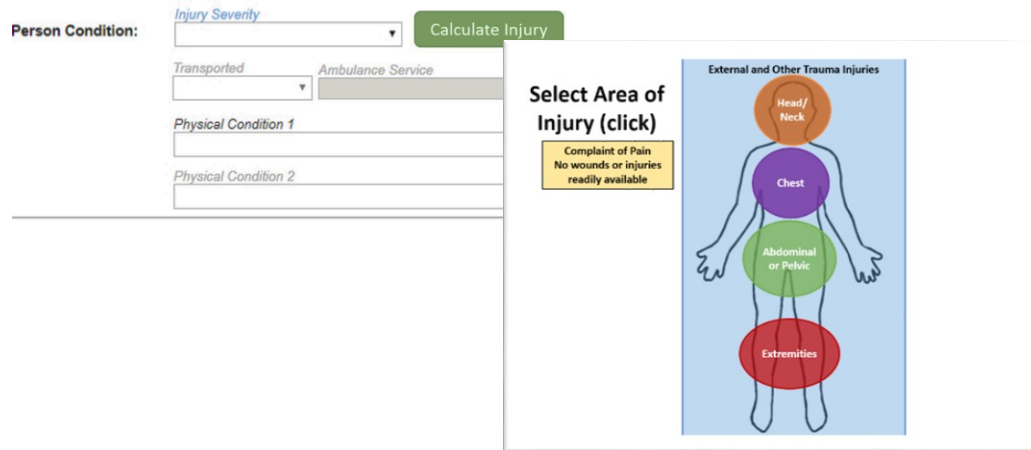 Injury Severity
Person Condition:
Calculate Injury
Transported
Ambulance Service
Physical Condition 1
Physical Condition 2
Select Area of
Injury (click)
Complaint of Pain
No wounds or injuries
readily available
External and Other Trauma Injuries
Head/
Neck
Chest
Abdominal
or Pelvic
Extremities